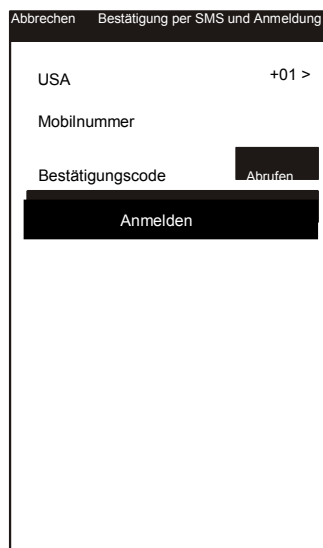 Abbrechen Bestätigung per SMS und Anmeldung
USA +01 >
Mobilnummer
Bestätigungscode Abrufen
Anmelden